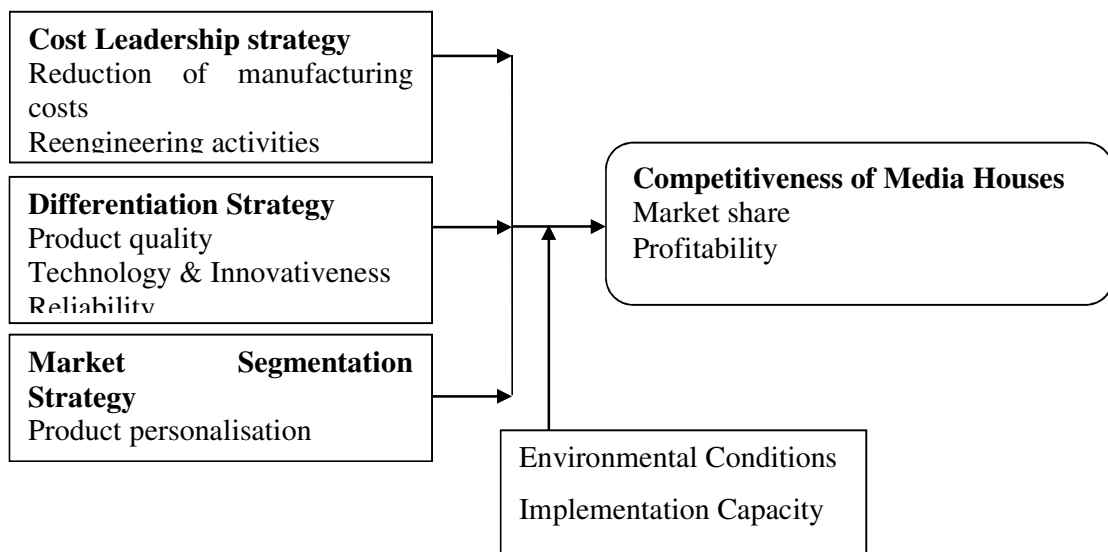 Cost Leadership strategy
Reduction of manufacturing
costs
Reengineering activities
Differentiation Strategy
Product quality
Technology & Innovativeness
Reliability
Market Segmentation
Strategy
Product personalisation
Competitiveness of Media Houses
Market share
Profitability
Environmental Conditions
Implementation Capacity